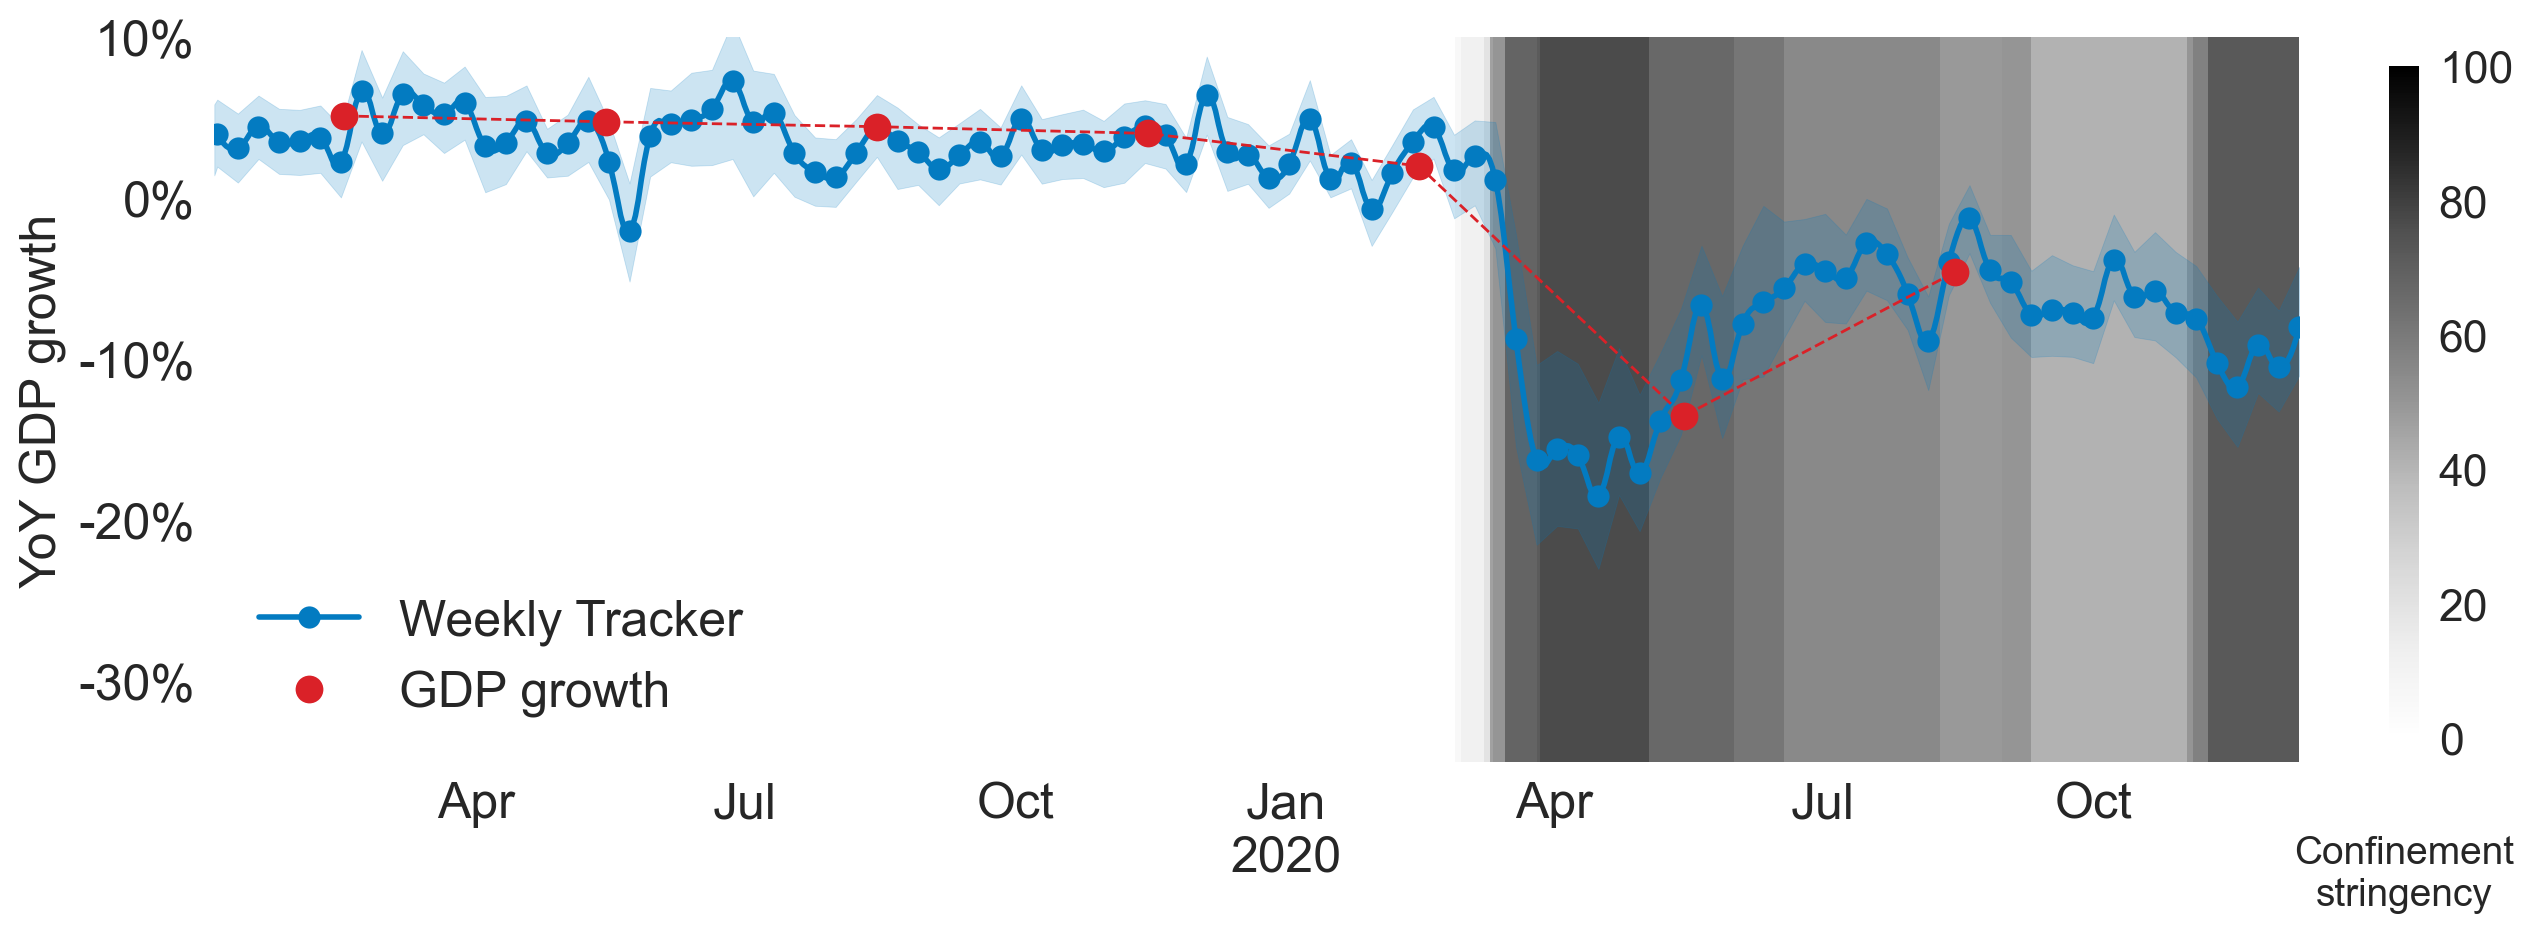 10%
0%
-10%
-20%
-30%
YoY GDP growth
Weekly Tracker
GDP growth
Apr
Jul
Oct
Jan
2020
Apr
Jul
Oct
100
80
60
40
20
0
Confinement
stringency